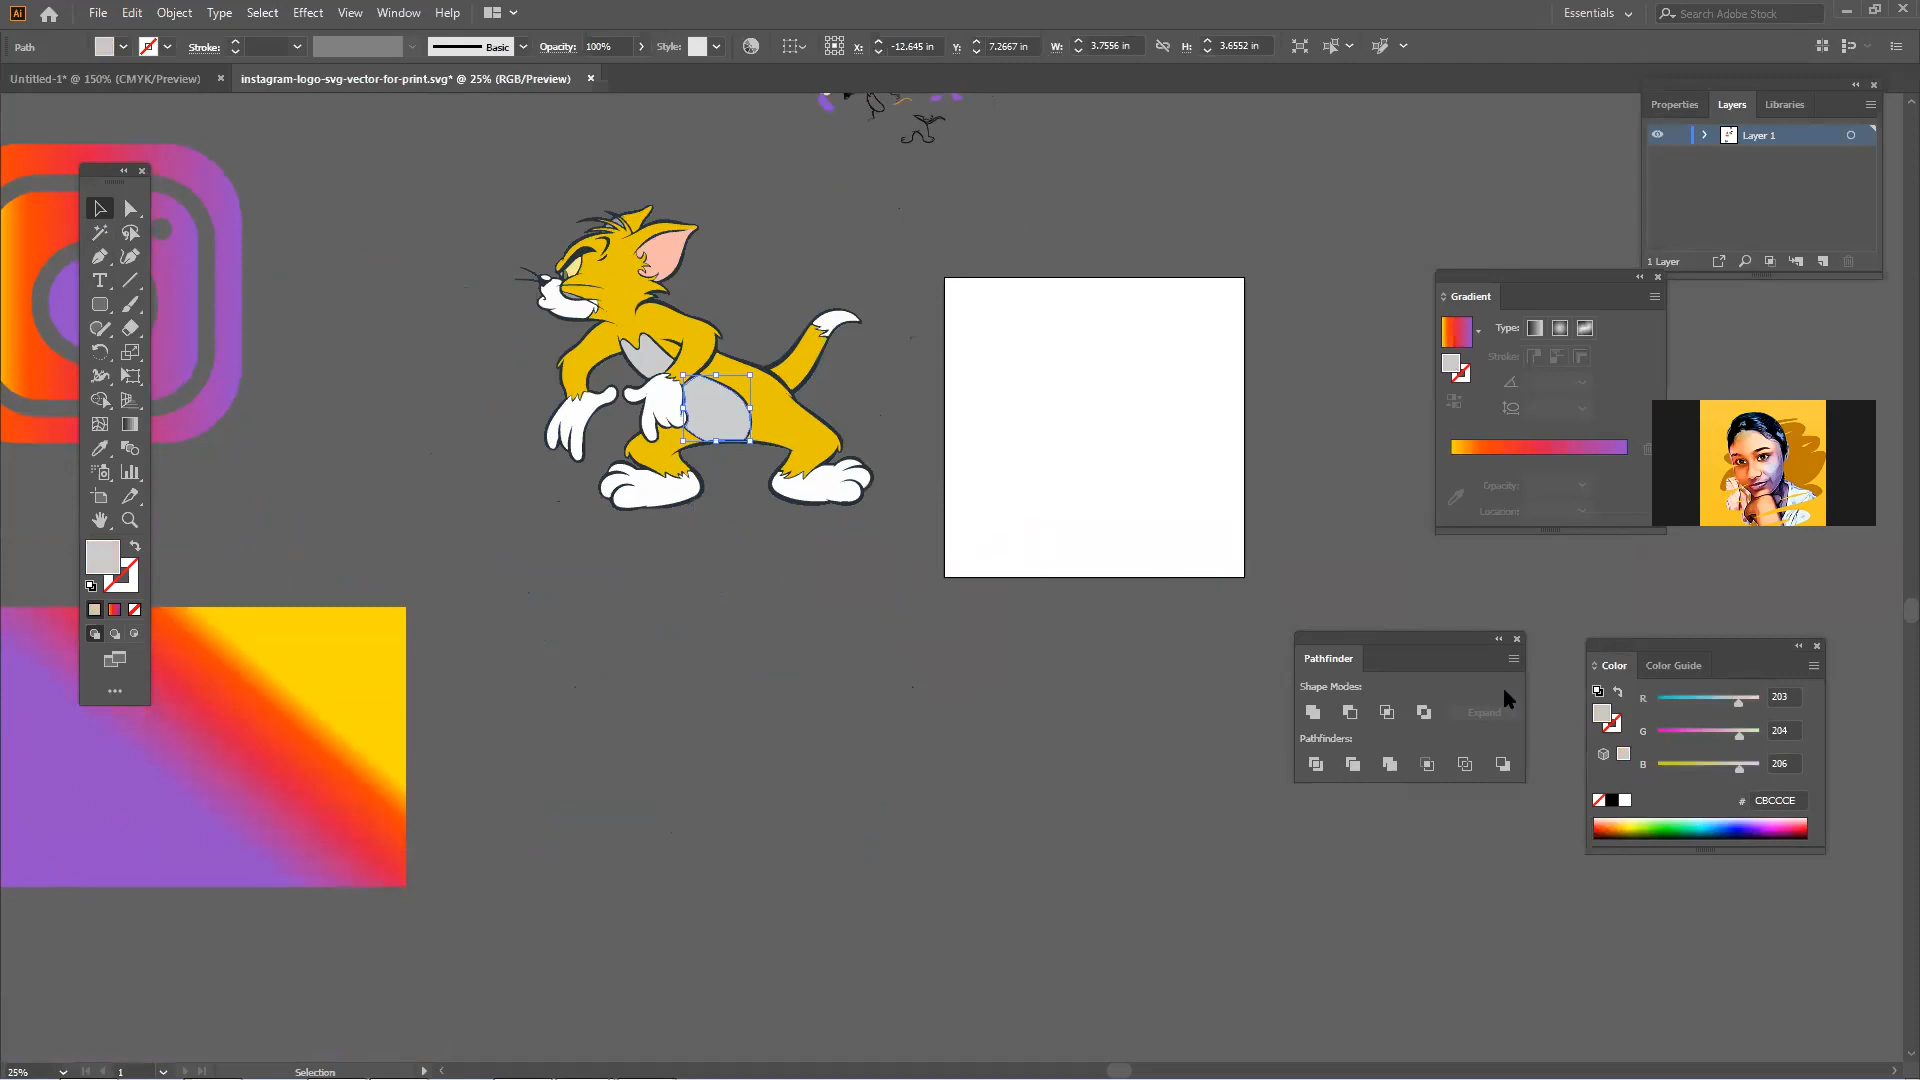 Ai File Edit Object Type Select Effect View Window Help Essentials Search Adobe Stock
Path Stroke: Basic Opacity: 100% Style: X: -12.645 in Y: 7.2667 in W: 3.7556 in H: 3.6552 in
Untitled-1* @ 150% (CMYK/Preview) × instagram-logo-svg-vector-for-print.svg* @ 25% (RGB/Preview) ×
Properties Layers Libraries
Layer 1
1 Layer
Gradient
Type:
Stroke:
Opacity:
Location:
Pathfinder
Shape Modes:
Expand
Pathfinders:
Color Color Guide
R 203
G 204
B 206
# CBCCCE
25% 1 Selection